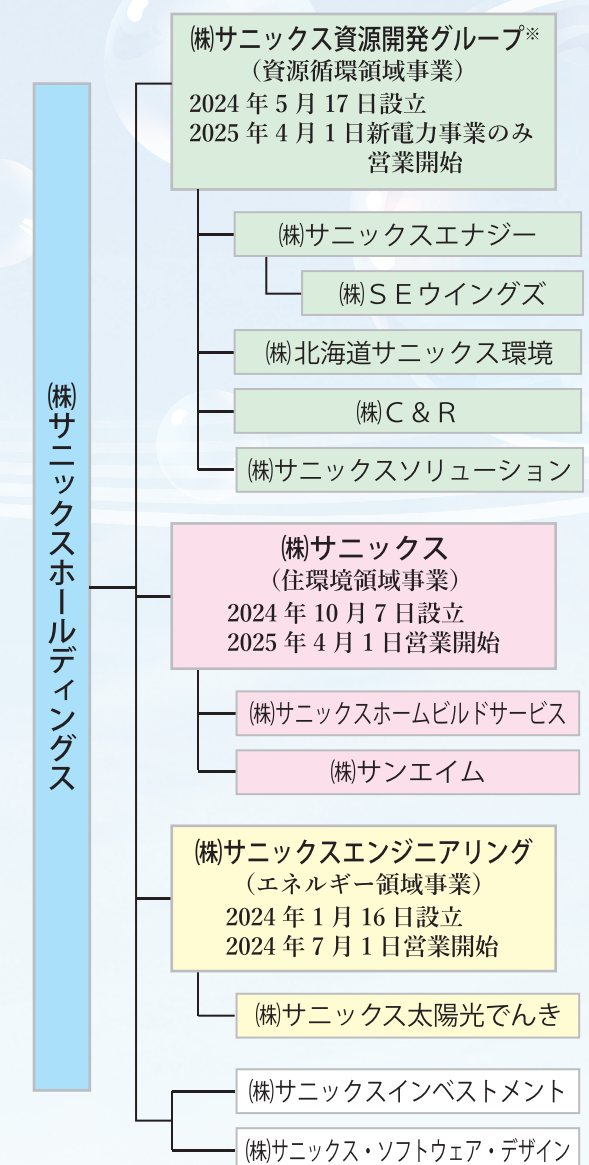 ㈱サニックスホールディングス
㈱サニックス資源開発グループ※
（資源循環領域事業）
2024 年 5 月 17 日設立
2025 年 4 月 1 日新電力事業のみ
営業開始
㈱サニックスエナジー
㈱ＳＥウイングズ
㈱北海道サニックス環境
㈱Ｃ＆Ｒ
㈱サニックスソリューション
㈱サニックス
（住環境領域事業）
2024 年 10 月 7 日設立
2025 年 4 月 1 日営業開始
㈱サニックスホームビルドサービス
㈱サンエイム
㈱サニックスエンジニアリング
（エネルギー領域事業）
2024 年 1 月 16 日設立
2024 年 7 月 1 日営業開始
㈱サニックス太陽光でんき
㈱サニックスインベストメント
㈱サニックス・ソフトウェア・デザイン